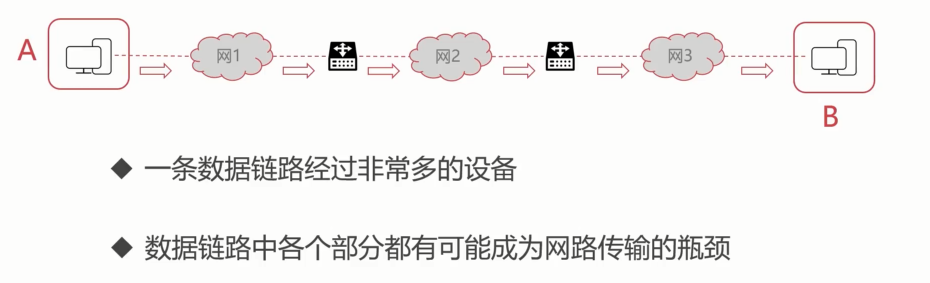 A
网1
网2
网3
B
◆ 一条数据链路经过非常多的设备
◆ 数据链路中各个部分都有可能成为网路传输的瓶颈